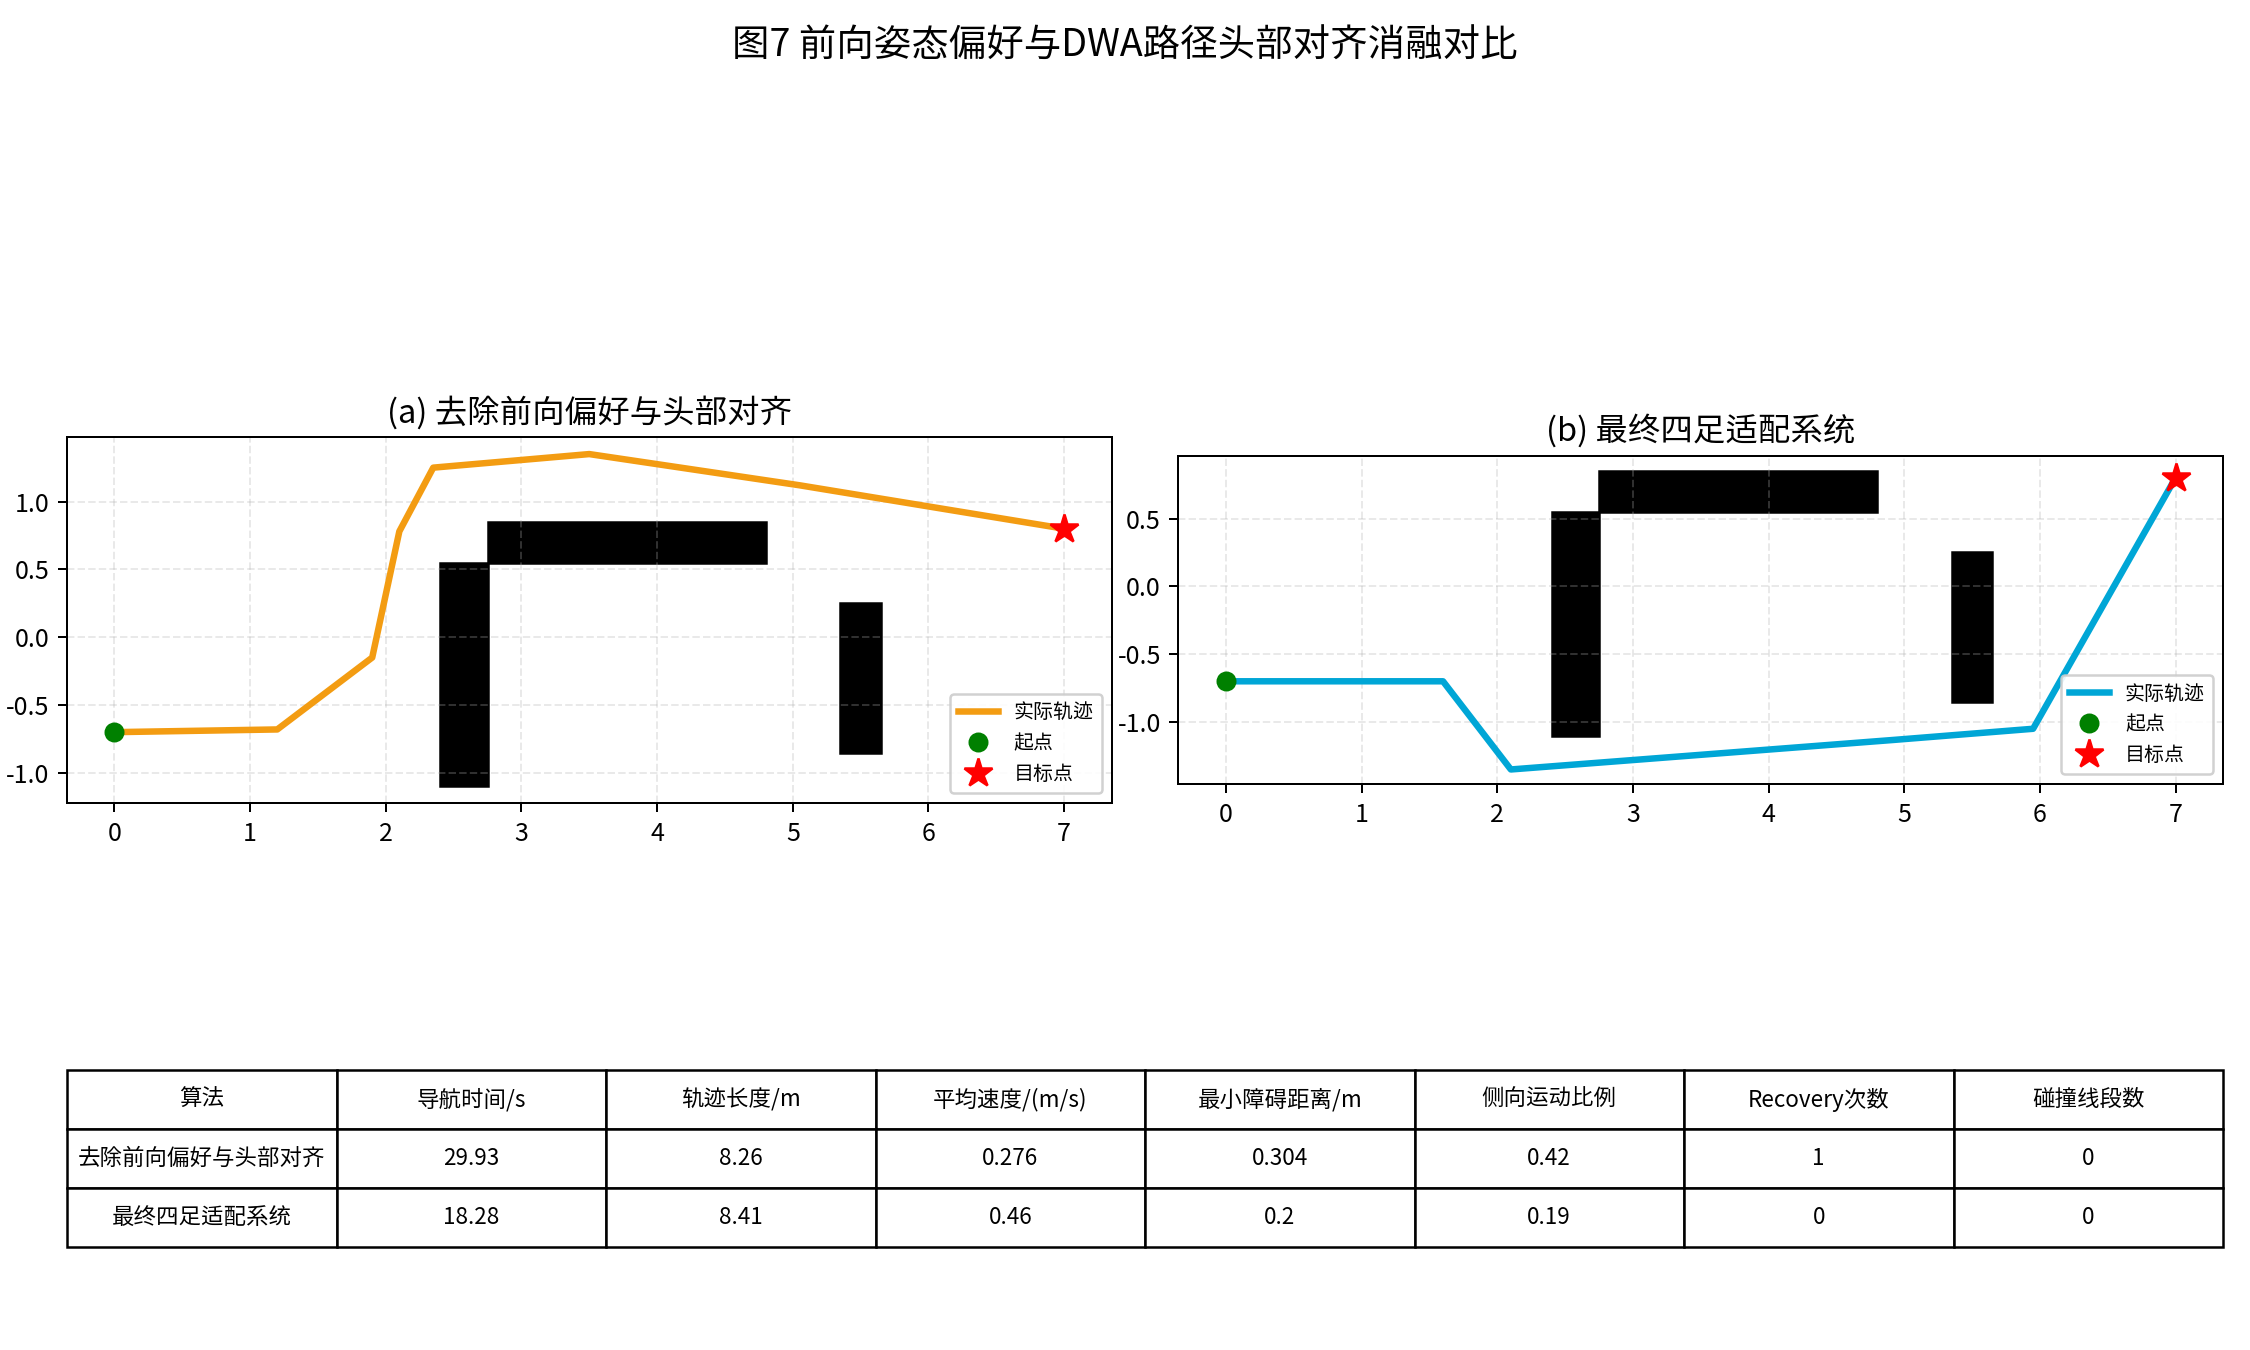 图7 前向姿态偏好与DWA路径头部对齐消融对比
(a) 去除前向偏好与头部对齐
1.0
0.5
0.0
-0.5
-1.0
0 1 2 3 4 5 6 7
实际轨迹
起点
目标点
(b) 最终四足适配系统
0.5
0.0
-0.5
-1.0
0 1 2 3 4 5 6 7
实际轨迹
起点
目标点
算法 导航时间/s 轨迹长度/m 平均速度/(m/s) 最小障碍距离/m 侧向运动比例 Recovery次数 碰撞线段数
去除前向偏好与头部对齐 29.93 8.26 0.276 0.304 0.42 1 0
最终四足适配系统 18.28 8.41 0.46 0.2 0.19 0 0